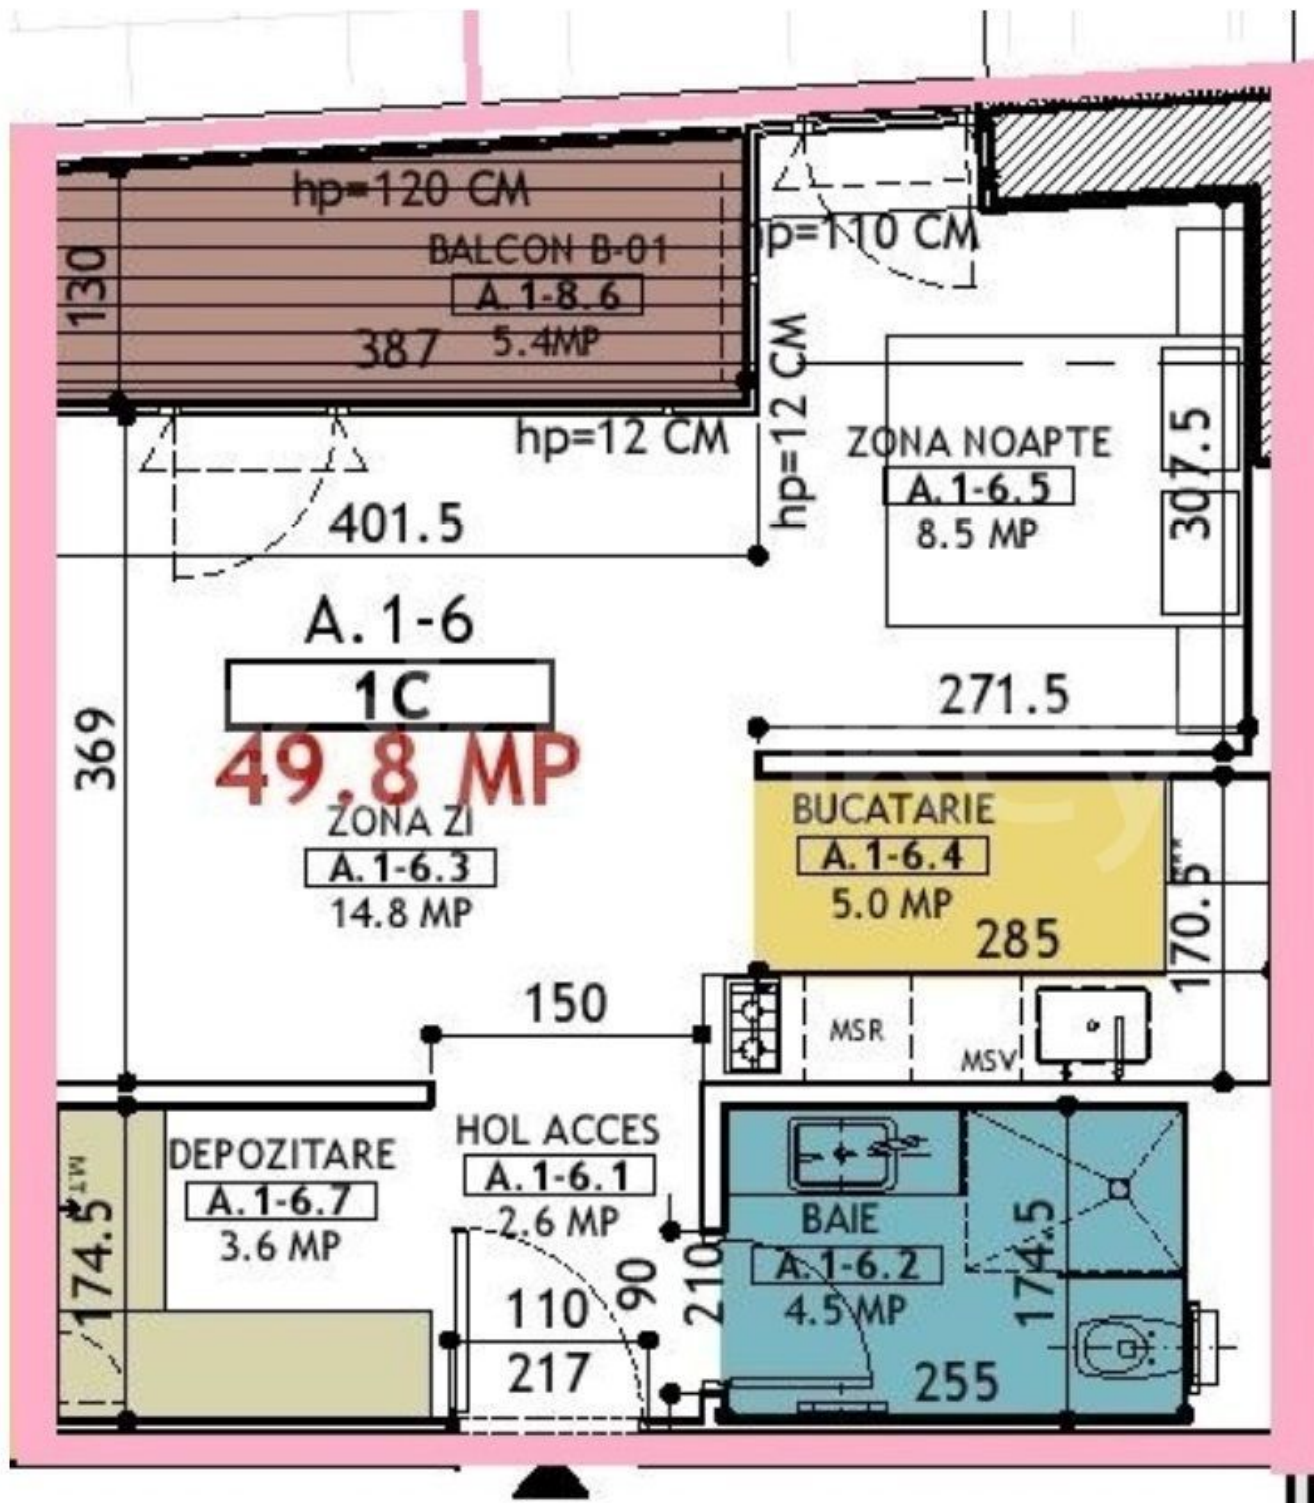 hp=120 CM
BALCON B-01
A.1-8.6
5.4MP
387
130
hp=110 CM
hp=12 CM
hp=12 CM
ZONA NOAPTE
A.1-6.5
8.5 MP
307.5
401.5
A.1-6
1C
49.8 MP
271.5
369
ZONA ZI
A.1-6.3
14.8 MP
BUCATARIE
A.1-6.4
5.0 MP
285
170.5
150
MSR
MSV
HOL ACCES
A.1-6.1
2.6 MP
DEPOZITARE
A.1-6.7
3.6 MP
MT
174.5
BAIE
A.1-6.2
4.5 MP
174.5
90
210
110
217
255